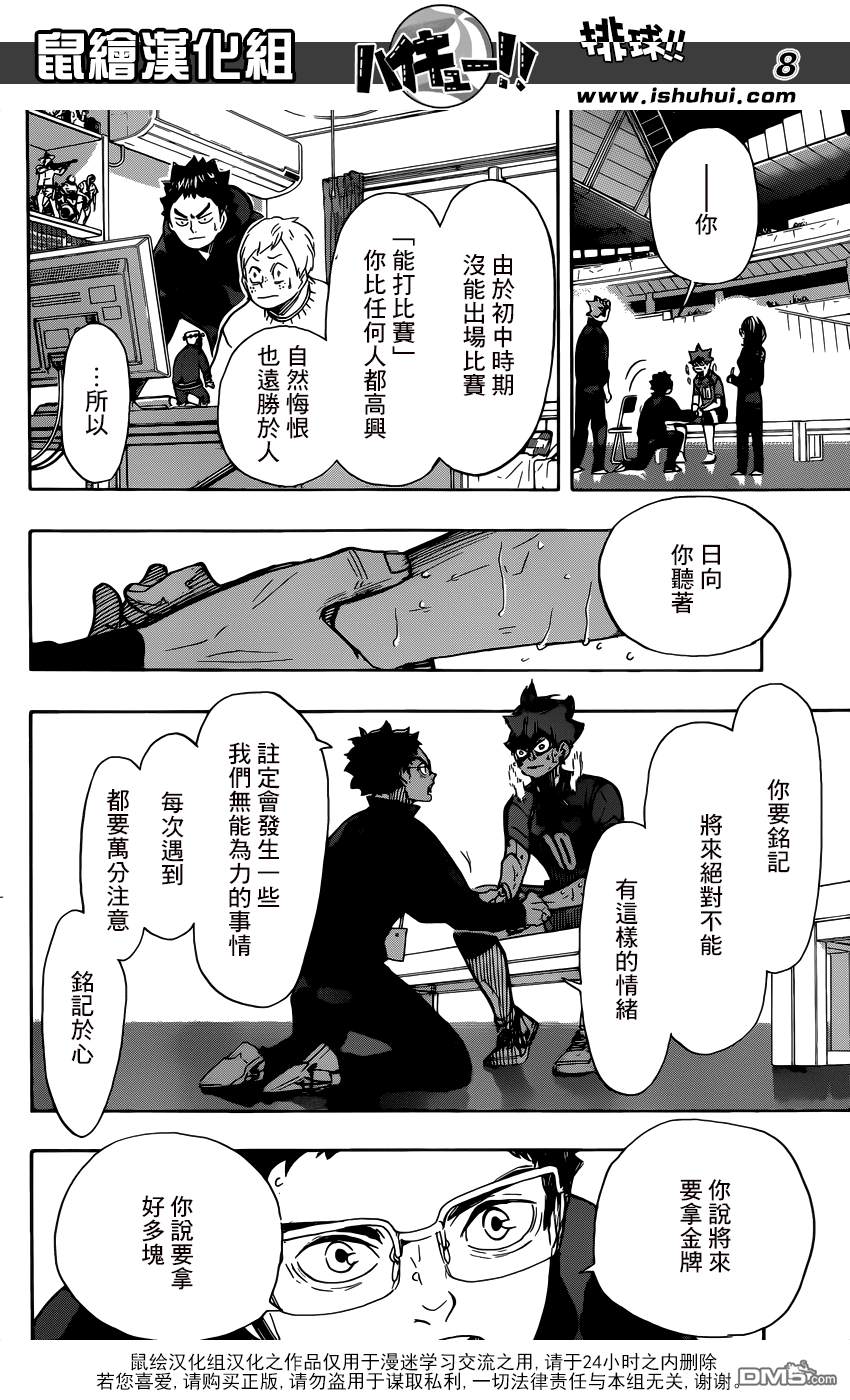 鼠繪漢化組
ハイキュー!!
排球!!
8
www.ishuhui.com
——你
由於初中時期
沒能出場比賽
「能打比賽」
你比任何人都高興
自然悔恨
也遠勝於人
…所以
日向
你聽著
你要銘記
將來絕對不能
有這樣的情緒
註定會發生一些
我們無能為力的事情
每次遇到
都要萬分注意
銘記於心
10
你說將來
要拿金牌
你說要拿
好多塊
鼠绘汉化组汉化之作品仅用于漫迷学习交流之用,请于24小时之内删除
若您喜爱,请购买正版,请勿盗用于谋取私利,一切法律责任与本组无关,谢谢.
DM5.com